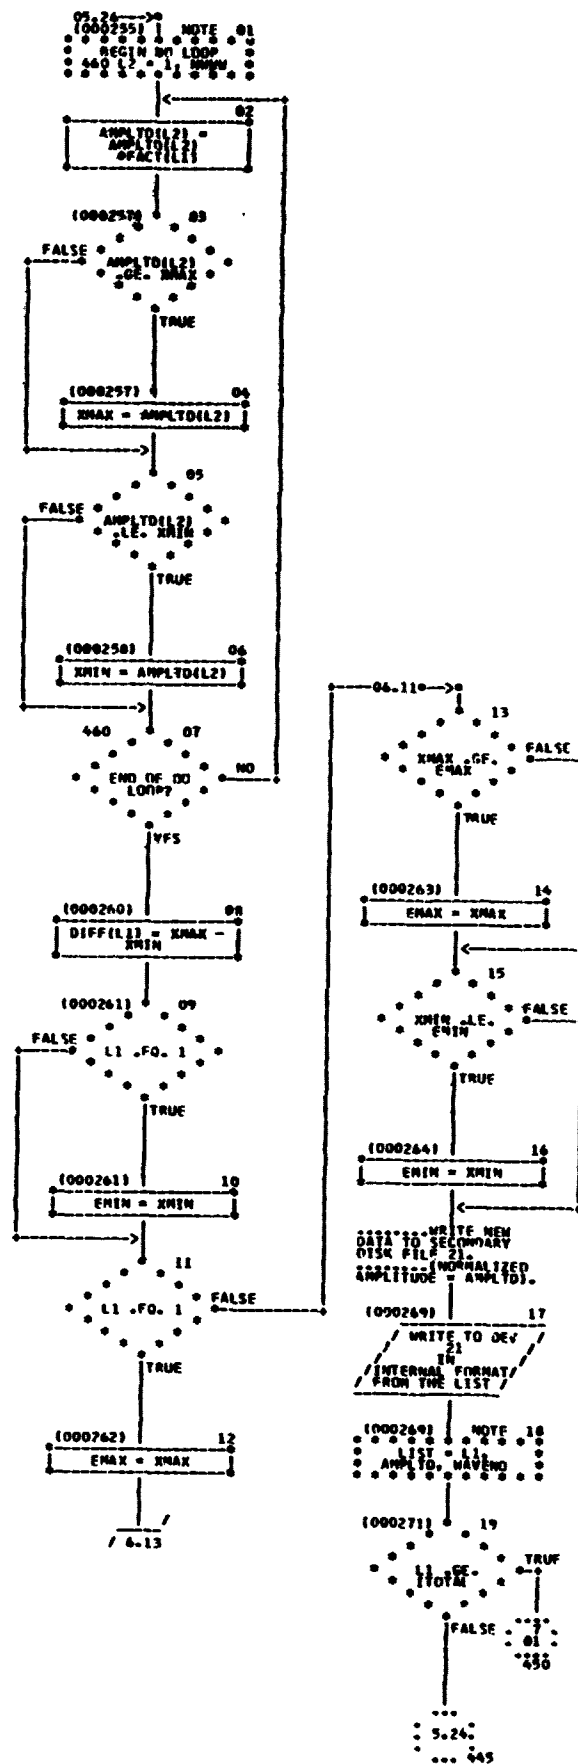 05.24--->*
(000255) NOTE 01
BEGIN DO LOOP
460 L2 = 1, NWWW
02
AMPLTD(L2) =
AMPLTD(L2)
*FACT(L1)
(000257) 03
FALSE
AMPLTD(L2)
.GE. XMAX
TRUE
(000257) 04
XMAX = AMPLTD(L2)
05
FALSE
AMPLTD(L2)
.LE. XMIN
TRUE
(000258) 06
XMIN = AMPLTD(L2)
460 07
END OF DO
LOOP?
NO
YES
(000260) 08
DIFF(L1) = XMAX -
XMIN
(000261) 09
FALSE
L1 .EQ. 1
TRUE
(000261) 10
EMIN = XMIN
11
FALSE
L1 .EQ. 1
TRUE
(000262) 12
EMAX = XMAX
/ 6.13/
06.11*--->*
13
FALSE
XMAX .GE.
EMAX
TRUE
(000263) 14
EMAX = XMAX
15
FALSE
XMIN .LE.
EMIN
TRUE
(000264) 16
EMIN = XMIN
........WRITE NEW
DATA TO SECONDARY
DISK FILE 21.
........(NORMALIZED
AMPLITUDE = AMPLTD).
(000269) 17
WRITE TO DEV
21
IN
INTERNAL FORMAT
FROM THE LIST
(000269) NOTE 18
LIST = L1,
AMPLTD, WAVENO
(000271) 19
TRUE
L1 .GE.
ITOTAL
FALSE
7
01
450
5.24
445